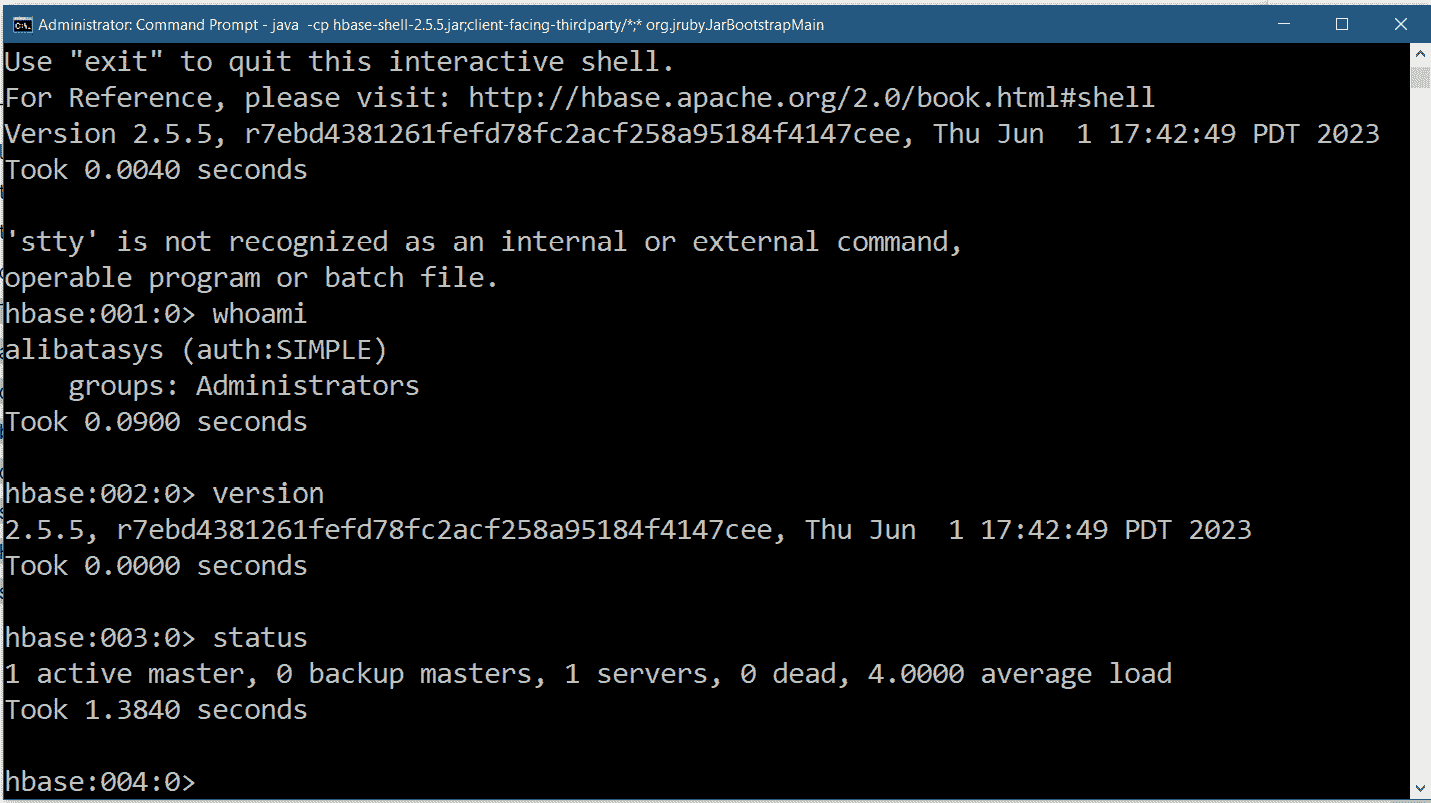 Administrator: Command Prompt - java  -cp hbase-shell-2.5.5.jar;client-facing-thirdparty/*;* org.jruby.JarBootstrapMain
Use "exit" to quit this interactive shell.
For Reference, please visit: http://hbase.apache.org/2.0/book.html#shell
Version 2.5.5, r7ebd4381261fefd78fc2acf258a95184f4147cee, Thu Jun  1 17:42:49 PDT 2023
Took 0.0040 seconds
'stty' is not recognized as an internal or external command,
operable program or batch file.
hbase:001:0> whoami
alibatasys (auth:SIMPLE)
    groups: Administrators
Took 0.0900 seconds
hbase:002:0> version
2.5.5, r7ebd4381261fefd78fc2acf258a95184f4147cee, Thu Jun  1 17:42:49 PDT 2023
Took 0.0000 seconds
hbase:003:0> status
1 active master, 0 backup masters, 1 servers, 0 dead, 4.0000 average load
Took 1.3840 seconds
hbase:004:0>